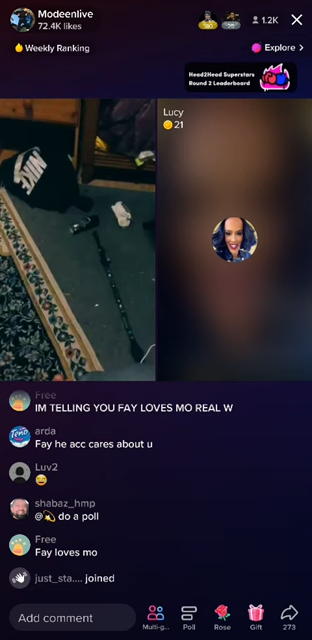 Modeenlive
72.4K likes
1.2K
Weekly Ranking
Explore >
Head2Head Superstars
Round 2 Leaderboard
Lucy
21
NIKE
Free
IM TELLING YOU FAY LOVES MO REAL W
arda
Fay he acc cares about u
Luv2
😂
shabaz_hmp
@💫 do a poll
Free
Fay loves mo
just_sta.... joined
Add comment
Multi-g...
Poll
Rose
Gift
273